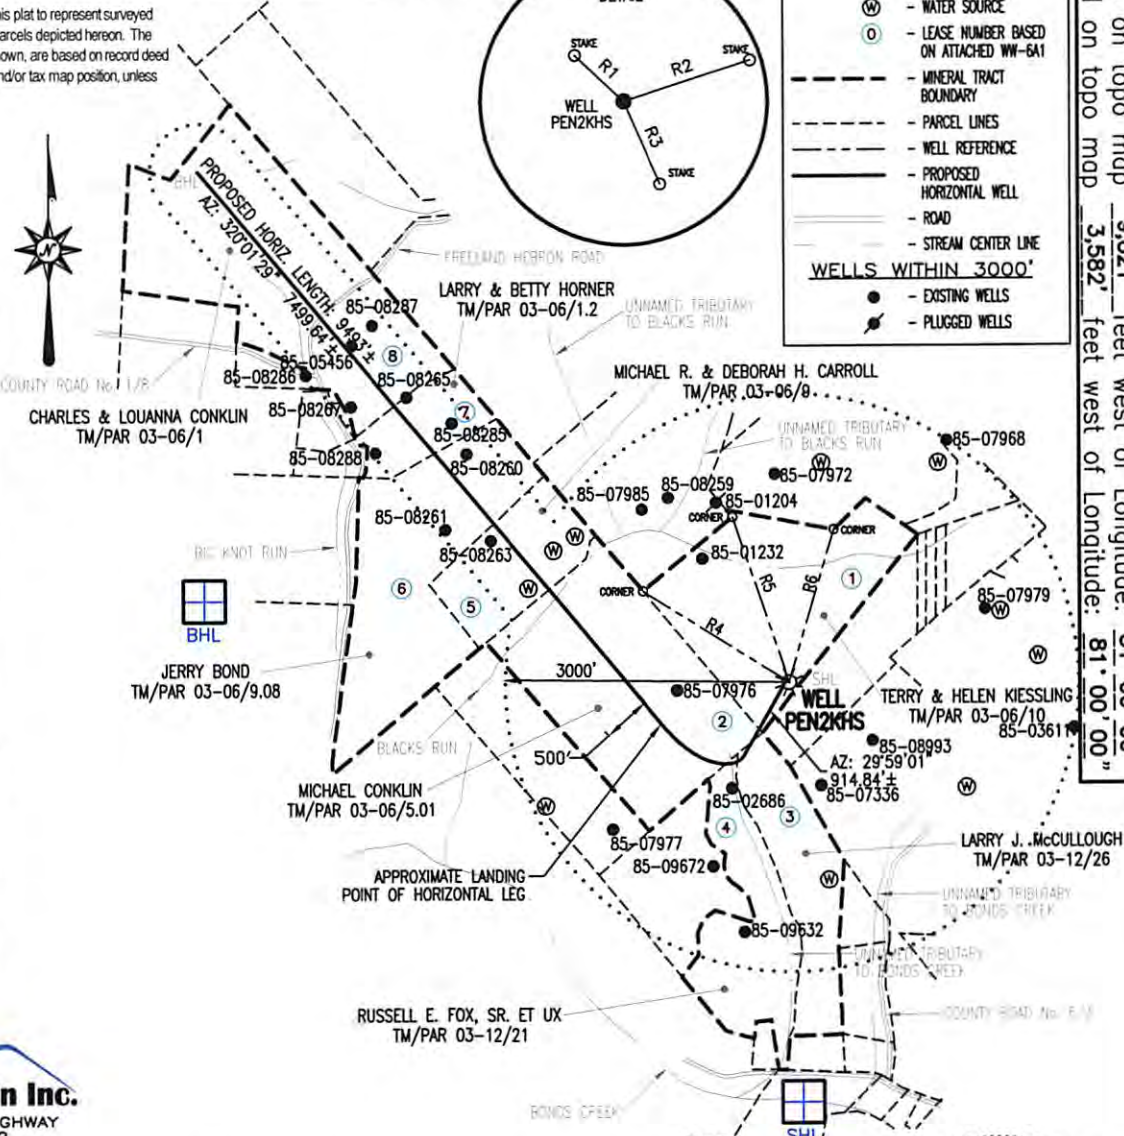 is plat to represent surveyed
arcels depicted hereon. The
own, are based on record deed
nd/or tax map position, unless
STAKE
STAKE
R1
R2
WELL
PEN2KHS
R3
STAKE
W - WATER SOURCE
0 - LEASE NUMBER BASED
ON ATTACHED WW-6A1
- MINERAL TRACT
BOUNDARY
- PARCEL LINES
- WELL REFERENCE
- PROPOSED
HORIZONTAL WELL
- ROAD
- STREAM CENTER LINE
WELLS WITHIN 3000'
- EXISTING WELLS
- PLUGGED WELLS
on topo map feet west of Longitude:
on topo map 3,582' feet west of Longitude: 81°00'00"
N
BHL
PROPOSED HORIZ. LENGTH: 9493'±
AZ: 320°01'29" 7499.64'±
FREELAND HEBRON ROAD
LARRY & BETTY HORNER
TM/PAR 03-06/1.2
UNNAMED TRIBUTARY
TO BLACKS RUN
85-08287
8
85-05456
85-08286
85-08265
COUNTY ROAD No. 1/8
CHARLES & LOUANNA CONKLIN
TM/PAR 03-06/1
85-08267
7
85-08285
85-08288
85-08260
MICHAEL R. & DEBORAH H. CARROLL
TM/PAR 03-06/9
UNNAMED TRIBUTARY
TO BLACKS RUN
85-07968
W
W
85-07972
85-07985
85-08259
85-01204
CORNER
CORNER
85-08261
85-08263
85-01232
BIG KNOT RUN
W
W
W
R5
R6
1
6
5
CORNER
R4
85-07979
W
W
BHL
JERRY BOND
TM/PAR 03-06/9.08
3000'
85-07976
SHL
WELL
PEN2KHS
TERRY & HELEN KIESSLING
TM/PAR 03-06/10
85-03611
2
85-08993
BLACKS RUN
500'
AZ: 29°59'01"
914.84'±
85-07336
W
MICHAEL CONKLIN
TM/PAR 03-06/5.01
W
85-02686
4
3
85-07977
85-09672
LARRY J. McCULLOUGH
TM/PAR 03-12/26
APPROXIMATE LANDING
POINT OF HORIZONTAL LEG
W
UNNAMED TRIBUTARY
TO BONDS CREEK
85-09632
UNNAMED TRIBUTARY
TO BONDS CREEK
RUSSELL E. FOX, SR. ET UX
TM/PAR 03-12/21
COUNTY ROAD No.
BONDS CREEK
SHL
n Inc.
GHWAY